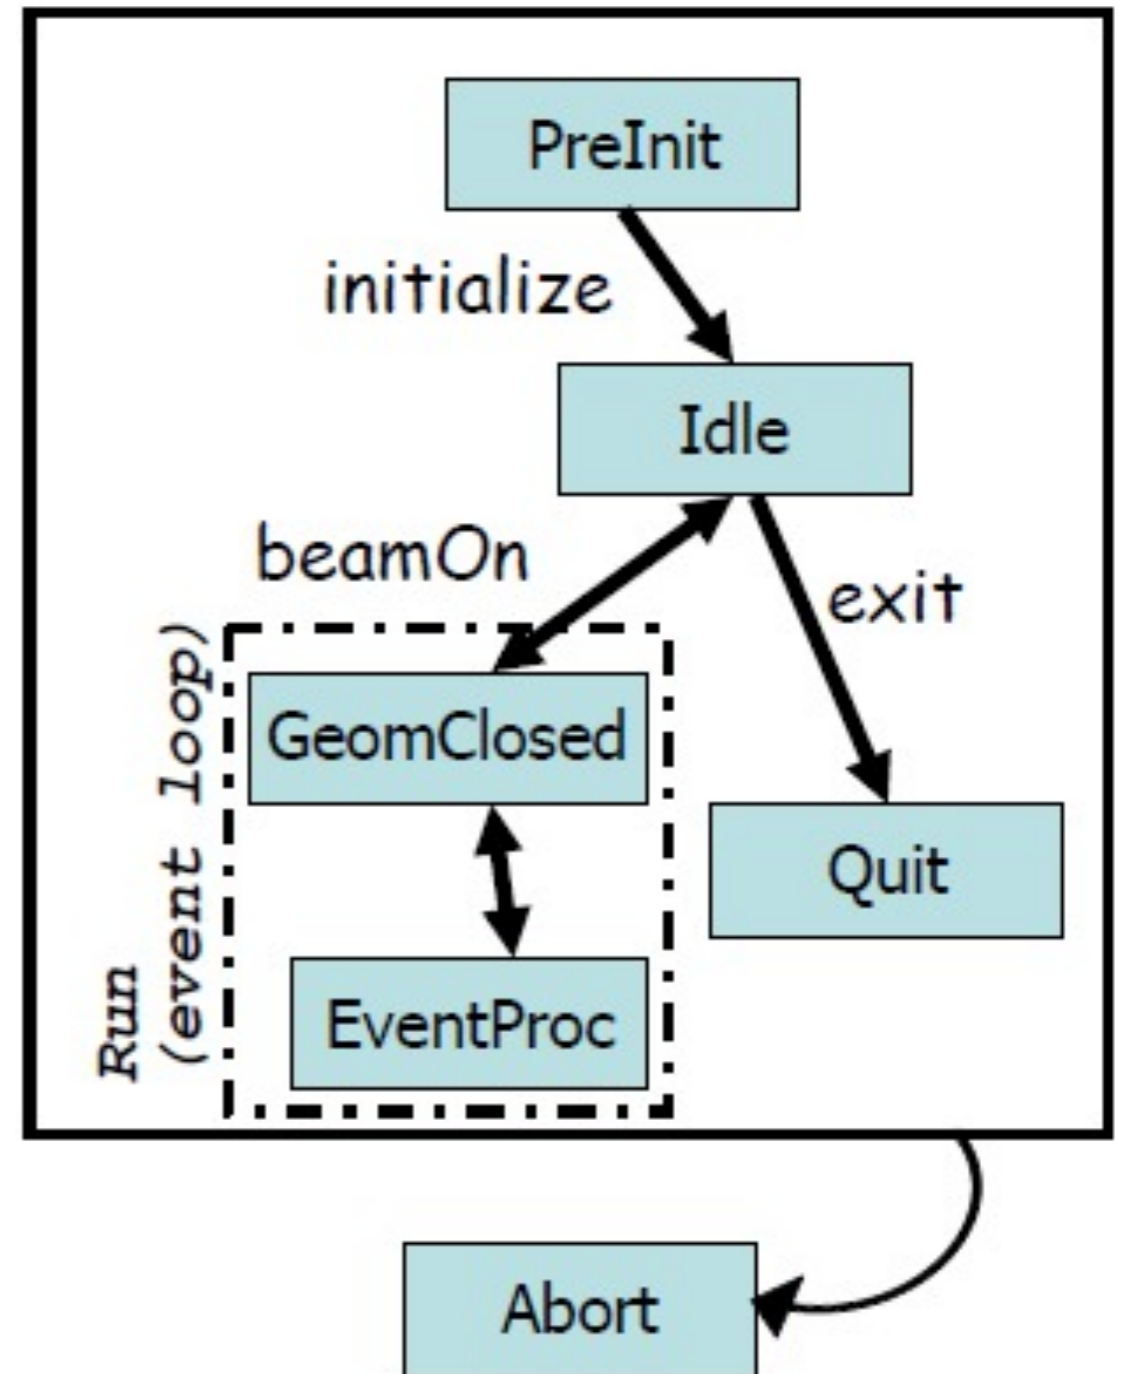 PreInit
initialize
Idle
beamOn
exit
GeomClosed
Quit
EventProc
Run
(event loop)
Abort